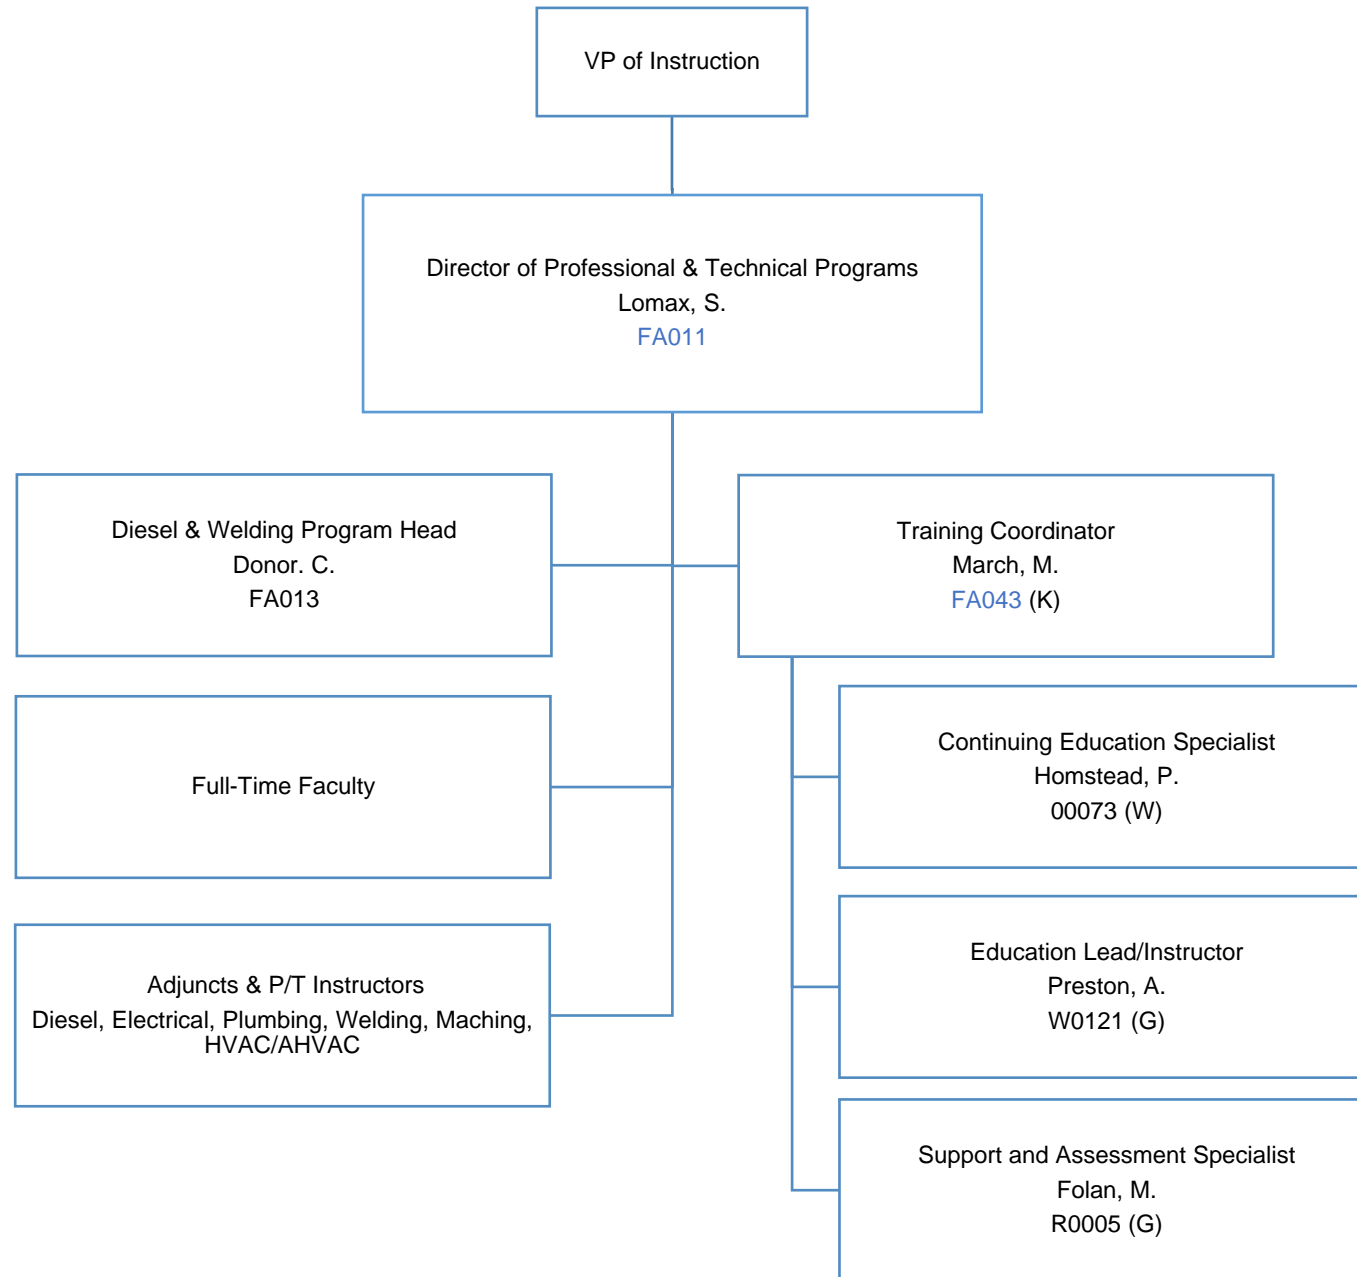 VP of Instruction
Director of Professional & Technical Programs
Lomax, S.
FA011
Diesel & Welding Program Head
Donor. C.
FA013
Training Coordinator
March, M.
FA043 (K)
Full-Time Faculty
Continuing Education Specialist
Homstead, P.
00073 (W)
Adjuncts & P/T Instructors
Diesel, Electrical, Plumbing, Welding, Maching,
HVAC/AHVAC
Education Lead/Instructor
Preston, A.
W0121 (G)
Support and Assessment Specialist
Folan, M.
R0005 (G)